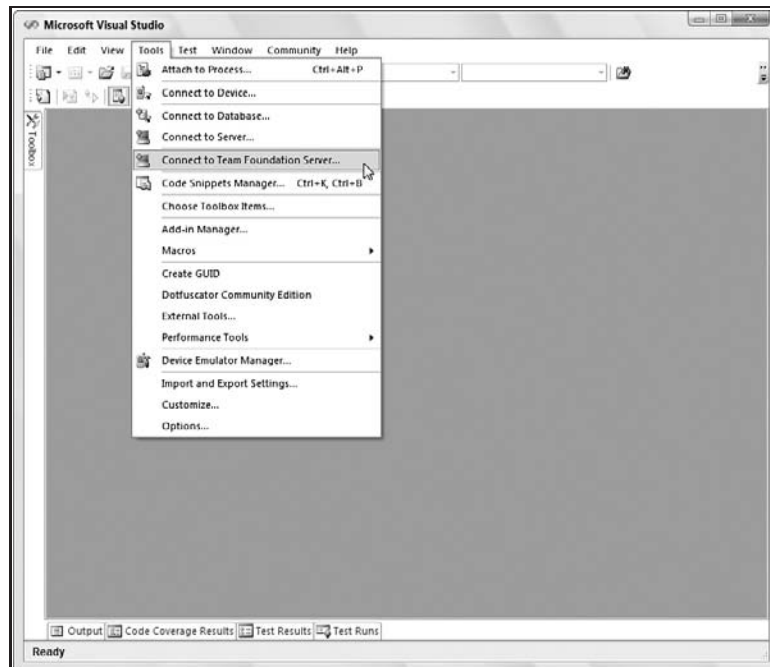 Microsoft Visual Studio
File Edit View Tools Test Window Community Help
Attach to Process... Ctrl+Alt+P
Connect to Device...
Toolbox
Connect to Database...
Connect to Server...
Connect to Team Foundation Server...
Code Snippets Manager... Ctrl+K, Ctrl+B
Choose Toolbox Items...
Add-in Manager...
Macros
Create GUID
Dotfuscator Community Edition
External Tools...
Performance Tools
Device Emulator Manager...
Import and Export Settings...
Customize...
Options...
Output Code Coverage Results Test Results Test Runs
Ready